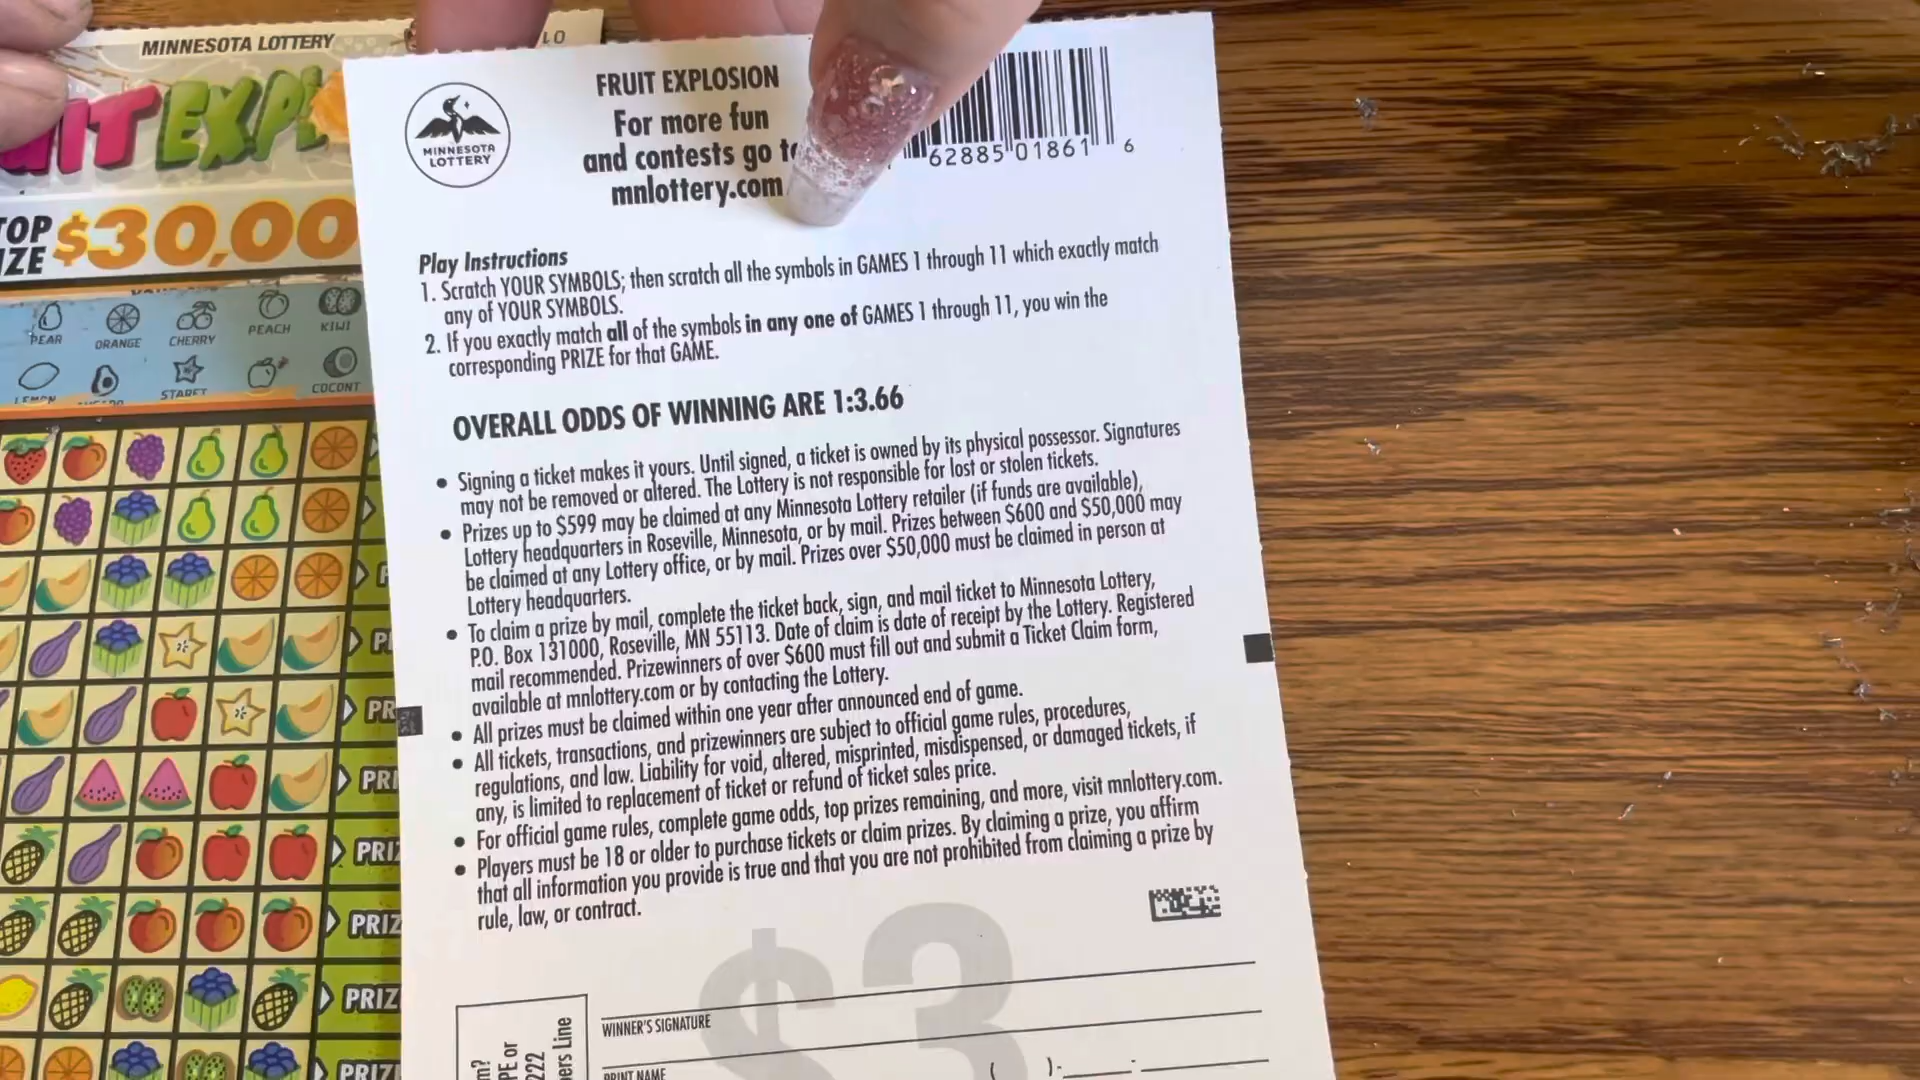 MINNESOTA LOTTERY
TOP
$30,00
PEAR
ORANGE
CHERRY
PEACH
KIWI
LEMON
STARFT
COCONT
PRIZ
PRIZ
PRIZ
PRIZ
MINNESOTA
LOTTERY
FRUIT EXPLOSION
For more fun
and contests go to
mnlottery.com
62885 01861 6
Play Instructions
1. Scratch YOUR SYMBOLS; then scratch all the symbols in GAMES 1 through 11 which exactly match
any of YOUR SYMBOLS.
2. If you exactly match all of the symbols in any one of GAMES 1 through 11, you win the
corresponding PRIZE for that GAME.
OVERALL ODDS OF WINNING ARE 1:3.66
• Signing a ticket makes it yours. Until signed, a ticket is owned by its physical possessor. Signatures
may not be removed or altered. The Lottery is not responsible for lost or stolen tickets.
• Prizes up to $599 may be claimed at any Minnesota Lottery retailer (if funds are available),
Lottery headquarters in Roseville, Minnesota, or by mail. Prizes between $600 and $50,000 may
be claimed at any Lottery office, or by mail. Prizes over $50,000 must be claimed in person at
Lottery headquarters.
• To claim a prize by mail, complete the ticket back, sign, and mail ticket to Minnesota Lottery,
P.O. Box 131000, Roseville, MN 55113. Date of claim is date of receipt by the Lottery. Registered
mail recommended. Prizewinners of over $600 must fill out and submit a Ticket Claim form,
available at mnlottery.com or by contacting the Lottery.
• All prizes must be claimed within one year after announced end of game.
• All tickets, transactions, and prizewinners are subject to official game rules, procedures,
regulations, and law. Liability for void, altered, misprinted, misdispensed, or damaged tickets, if
any, is limited to replacement of ticket or refund of ticket sales price.
• For official game rules, complete game odds, top prizes remaining, and more, visit mnlottery.com.
• Players must be 18 or older to purchase tickets or claim prizes. By claiming a prize, you affirm
that all information you provide is true and that you are not prohibited from claiming a prize by
rule, law, or contract.
$3
WINNER'S SIGNATURE
PRINT NAME
( )- -
PE or
222